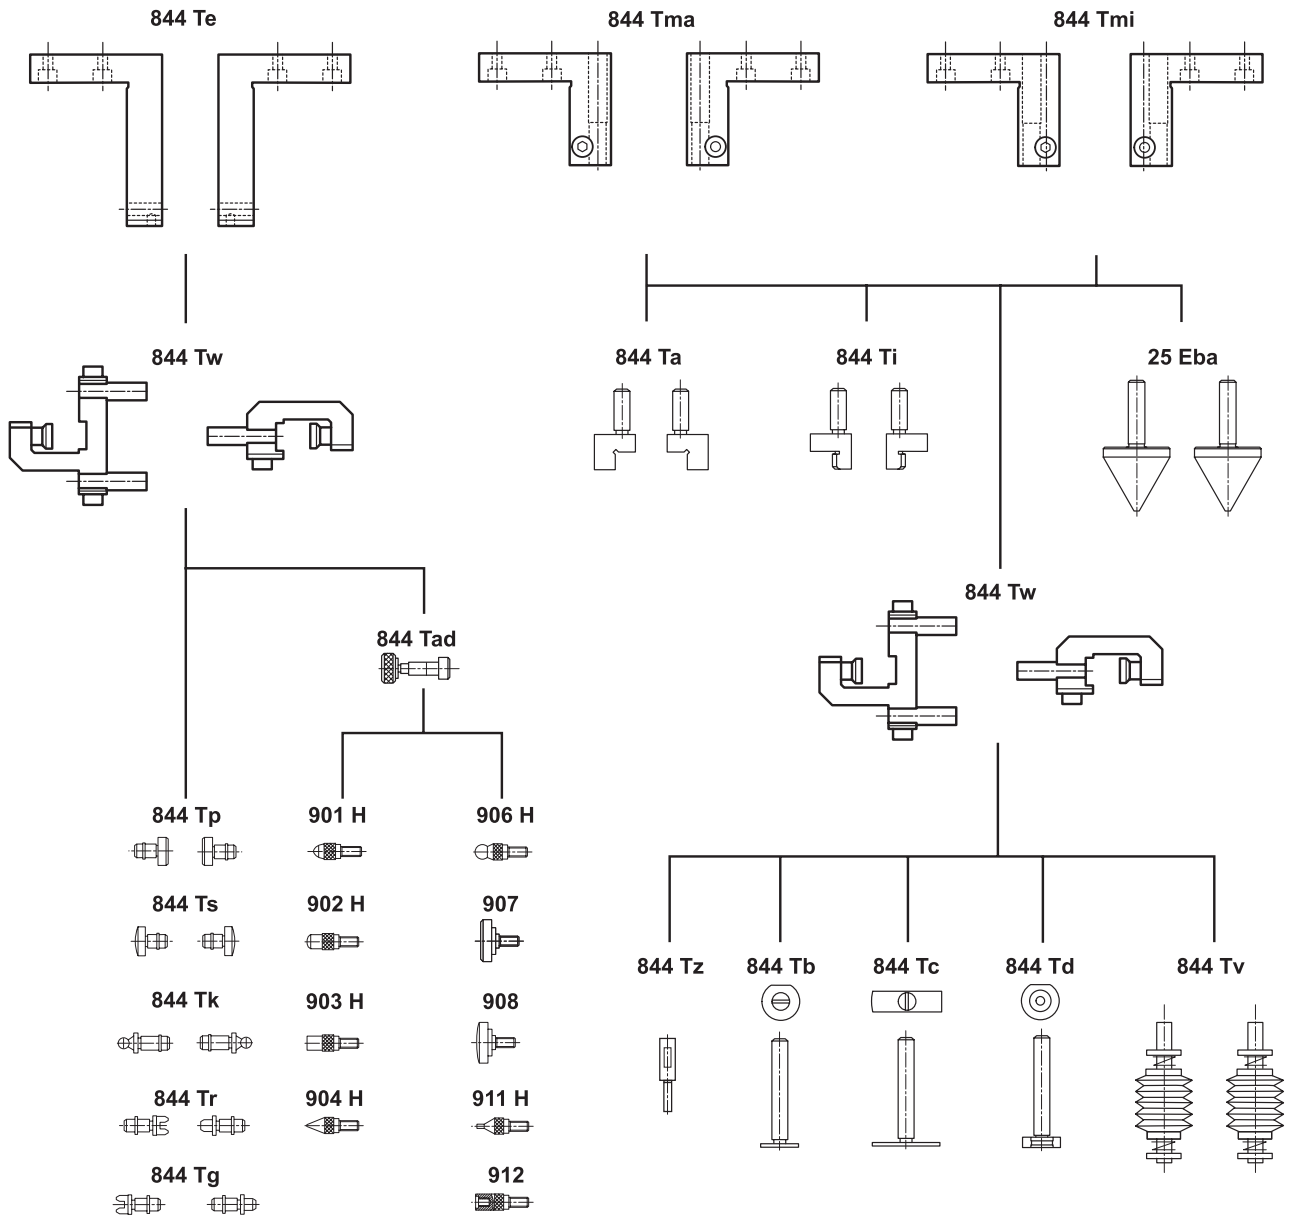 844 Te
844 Tma
844 Tmi
844 Tw
844 Ta
844 Ti
25 Eba
844 Tw
844 Tad
844 Tp
901 H
906 H
844 Ts
902 H
907
844 Tz
844 Tb
844 Tc
844 Td
844 Tv
844 Tk
903 H
908
844 Tr
904 H
911 H
844 Tg
912